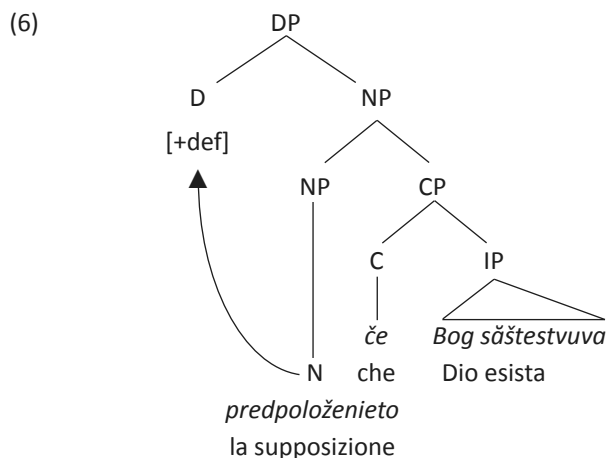 (6)
DP
D NP
[+def]
NP CP
C IP
če Bog săštestvuva
N che Dio esista
predpoloženieto
la supposizione